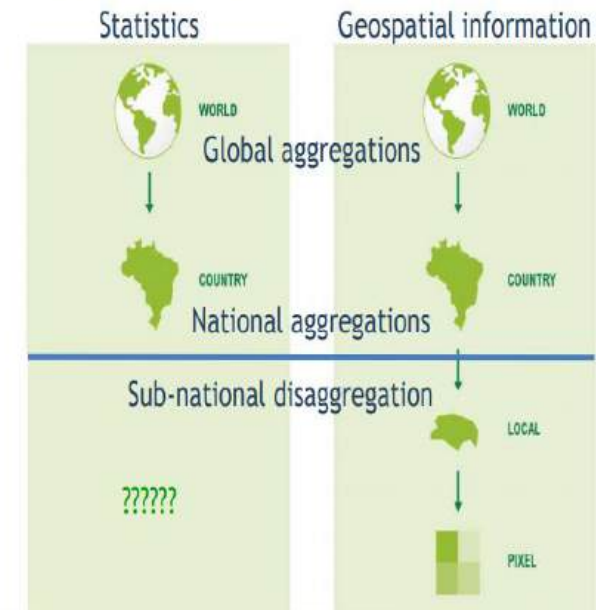 Statistics
Geospatial information
WORLD
WORLD
Global aggregations
COUNTRY
COUNTRY
National aggregations
Sub-national disaggregation
LOCAL
??????
PIXEL